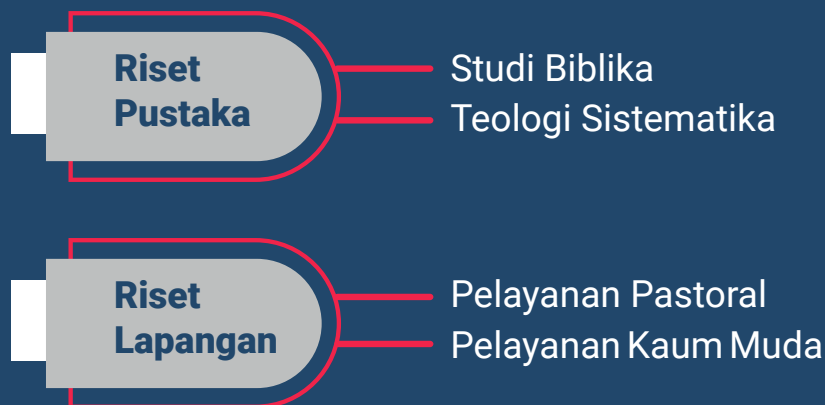 Riset
Pustaka
Studi Biblika
Teologi Sistematika
Riset
Lapangan
Pelayanan Pastoral
Pelayanan Kaum Muda